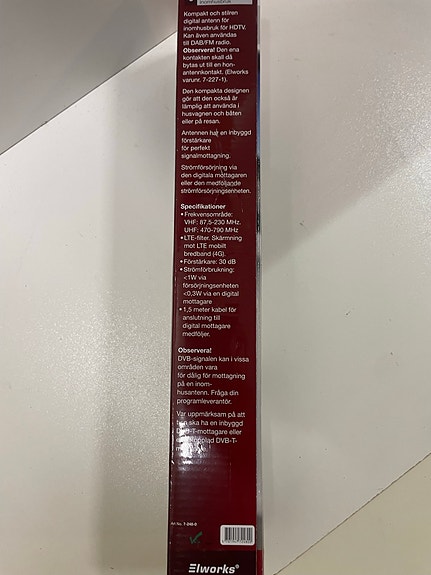 inomhusbruk
Kompakt och stilren
digital antenn för
inomhusbruk för HDTV.
Kan även användas
till DAB/FM radio.
Observera! Den ena
kontakten skall då
bytas ut till en hon-
antennkontakt. (Elworks
varunr. 7-227-1).
Den kompakta designen
gör att den också är
lämplig att använda i
husvagnen och båten
eller på resan.
Antennen har en inbyggd
förstärkare
för perfekt
signalmottagning.
Strömförsörjning via
den digitala mottagaren
eller den medföljande
strömförsörjningsenheten.
Specifikationer
• Frekvensområde:
VHF: 87,5-230 MHz.
UHF: 470-790 MHz
• LTE-filter. Skärmning
mot LTE mobilt
bredband (4G).
• Förstärkare: 30 dB
• Strömförbrukning:
<1W via
försörjningsenheten
<0,3W via en digital
mottagare
• 1,5 meter kabel för
anslutning till
digital mottagare
medföljer.
Observera!
DVB-signalen kan i vissa
områden vara
för dålig för mottagning
på en inom-
husantenn. Fråga din
programleverantör.
Var uppmärksam på att
ska ha en inbyggd
DVB-T-mottagare eller
DVB-T-
Art No. 7-246-0
Elworks®